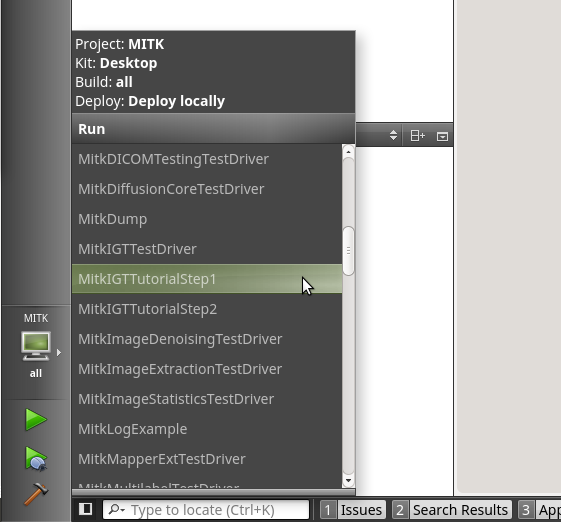 Project: MITK
Kit: Desktop
Build: all
Deploy: Deploy locally
Run
MitkDICOMTestingTestDriver
MitkDiffusionCoreTestDriver
MitkDump
MitkIGTTestDriver
MitkIGTTutorialStep1
MitkIGTTutorialStep2
MitkImageDenoisingTestDriver
MitkImageExtractionTestDriver
MitkImageStatisticsTestDriver
MitkLogExample
MitkMapperExtTestDriver
MitkMultilabelTestDriver
MITK
all
Type to locate (Ctrl+K)
1 Issues 2 Search Results 3 App